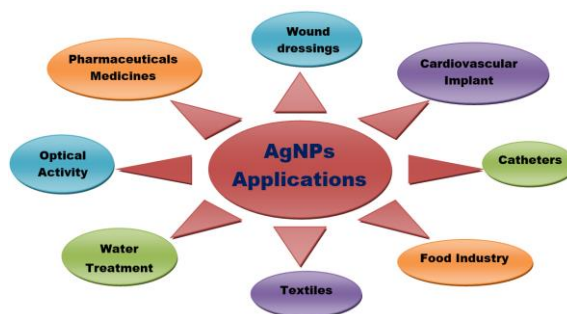 Wound
dressings
Pharmaceuticals
Medicines
Cardiovascular
Implant
AgNPs
Applications
Optical
Activity
Catheters
Water
Treatment
Food Industry
Textiles